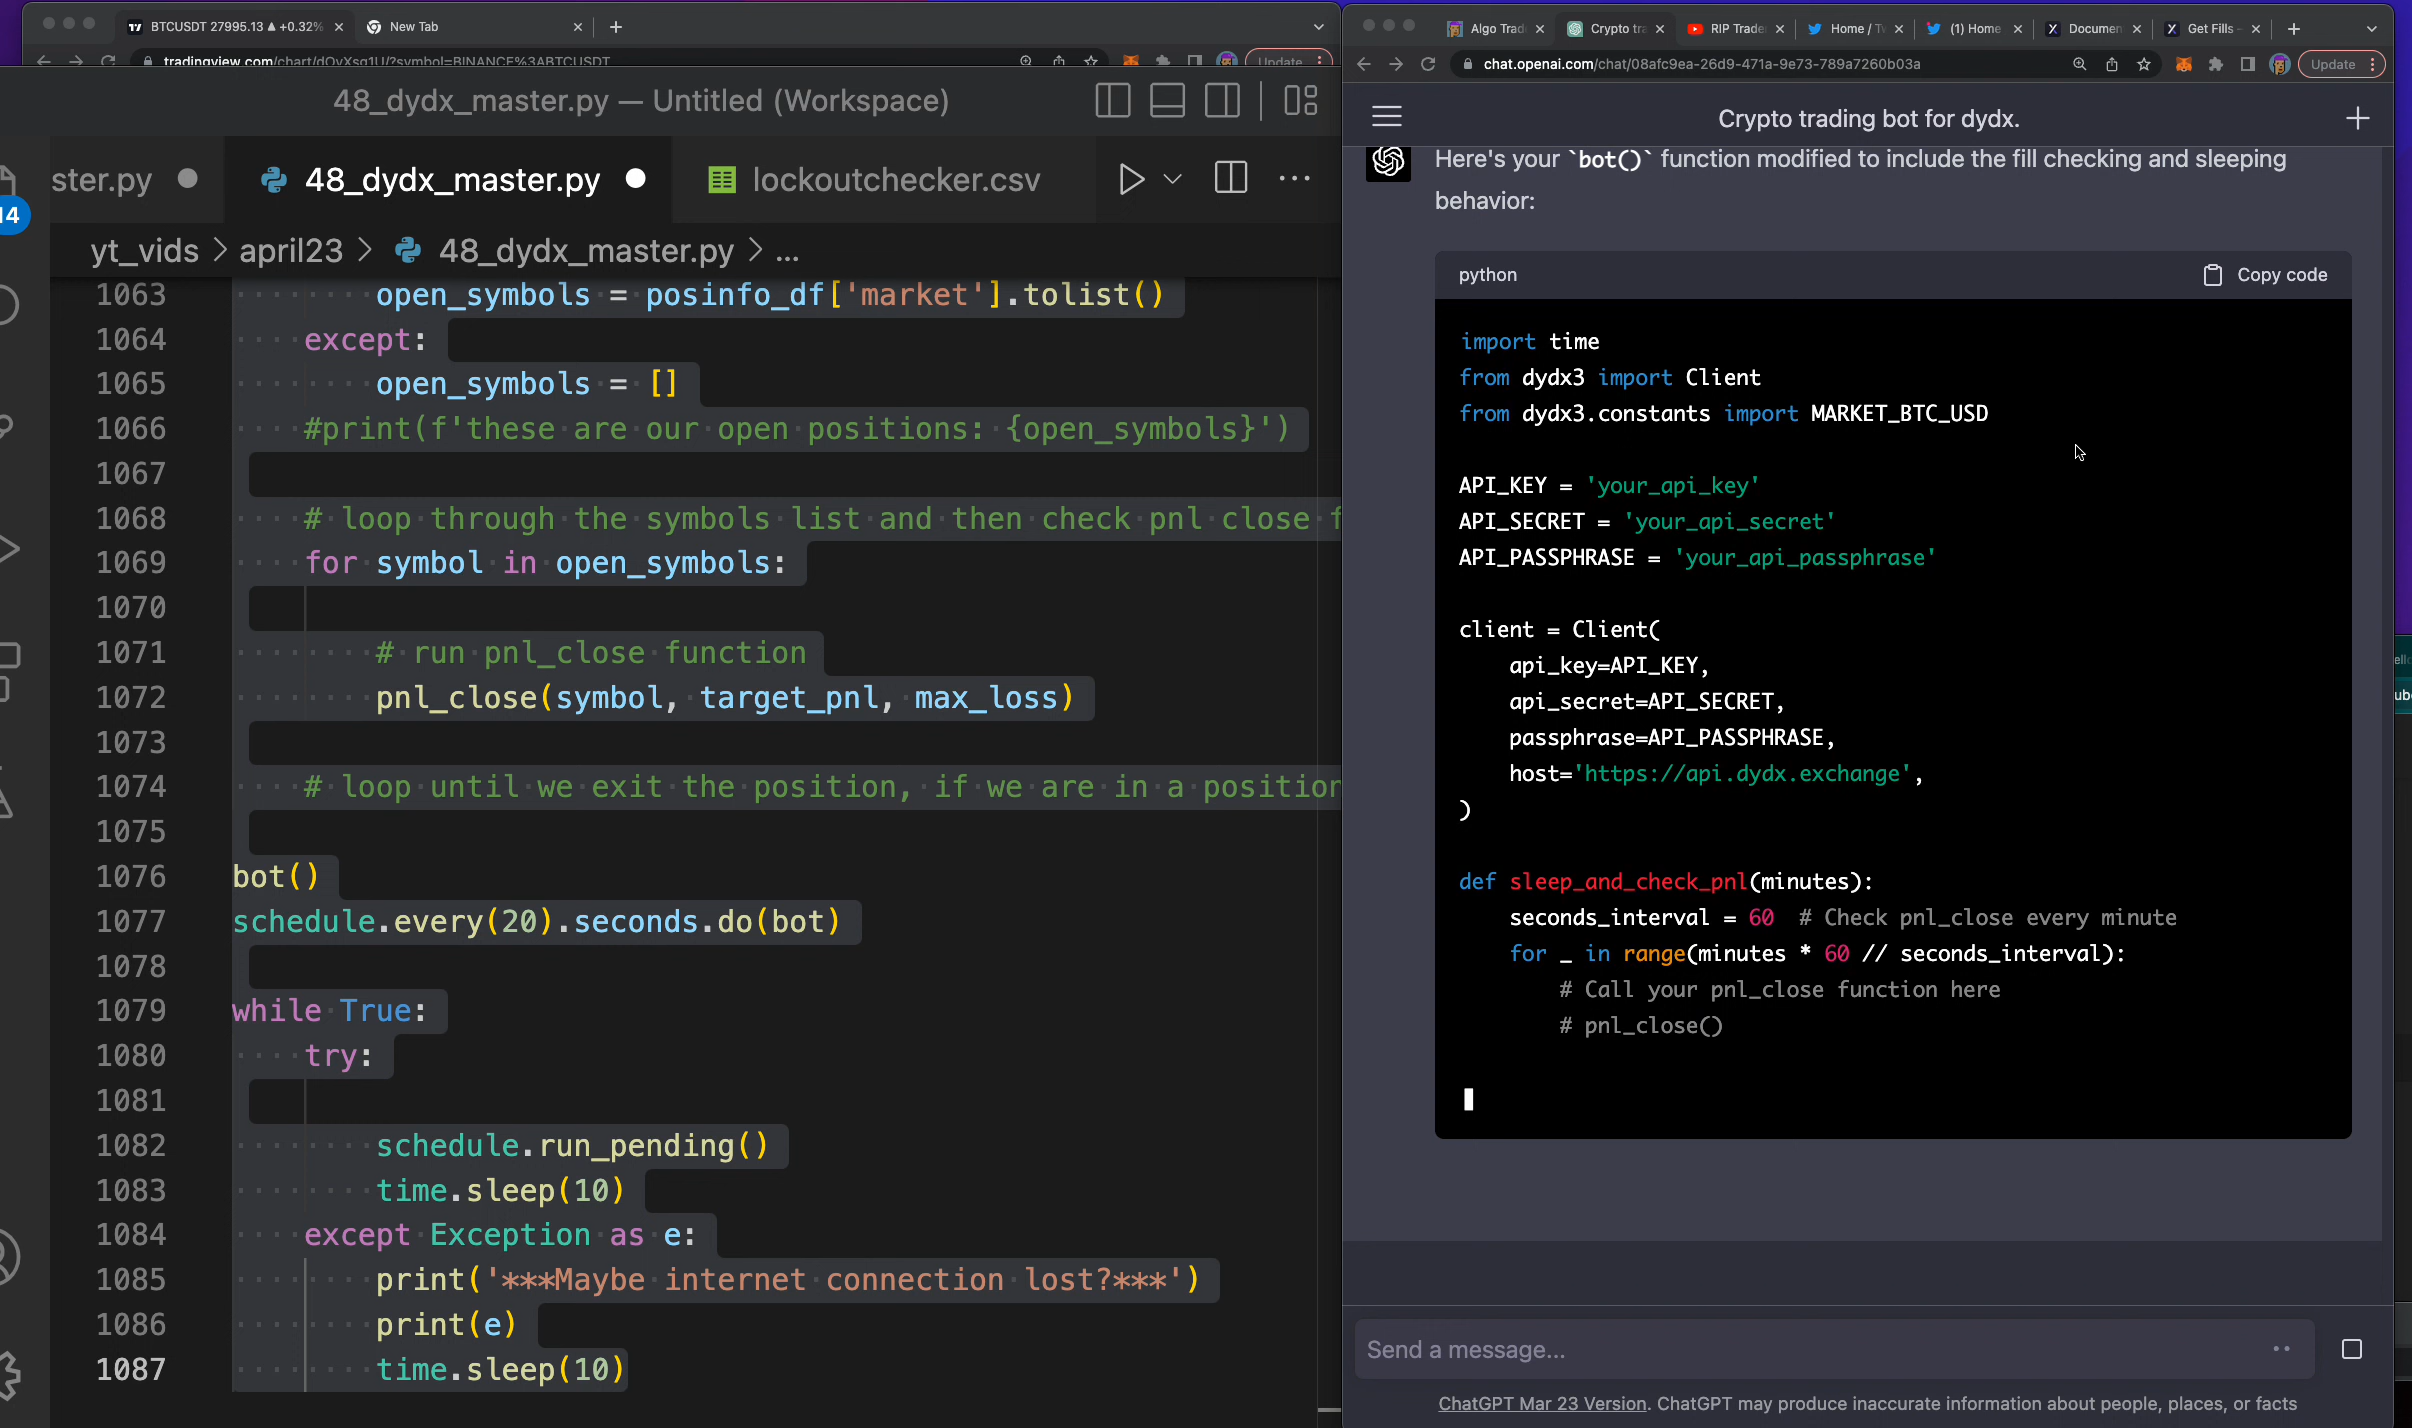 BTCUSDT 27995.13 ▲ +0.32%
New Tab
tradingview.com/chart/dOvXsg1U/?symbol=BINANCE%3ABTCUSDT
Update
48_dydx_master.py — Untitled (Workspace)
ster.py
48_dydx_master.py
lockoutchecker.csv
14
yt_vids > april23 > 48_dydx_master.py > ...
1063 open_symbols = posinfo_df['market'].tolist()
1064 except:
1065 open_symbols = []
1066 #print(f'these are our open positions: {open_symbols}')
1067
1068 # loop through the symbols list and then check pnl close f
1069 for symbol in open_symbols:
1070
1071 # run pnl_close function
1072 pnl_close(symbol, target_pnl, max_loss)
1073
1074 # loop until we exit the position, if we are in a position
1075
1076 bot()
1077 schedule.every(20).seconds.do(bot)
1078
1079 while True:
1080 try:
1081
1082 schedule.run_pending()
1083 time.sleep(10)
1084 except Exception as e:
1085 print('***Maybe internet connection lost?***')
1086 print(e)
1087 time.sleep(10)
Algo Trad
Crypto tra
RIP Trade
Home / Tw
(1) Home
Documen
Get Fills -
chat.openai.com/chat/08afc9ea-26d9-471a-9e73-789a7260b03a
Update
Crypto trading bot for dydx.
Here's your `bot()` function modified to include the fill checking and sleeping
behavior:
python
Copy code
import time
from dydx3 import Client
from dydx3.constants import MARKET_BTC_USD
API_KEY = 'your_api_key'
API_SECRET = 'your_api_secret'
API_PASSPHRASE = 'your_api_passphrase'
client = Client(
api_key=API_KEY,
api_secret=API_SECRET,
passphrase=API_PASSPHRASE,
host='https://api.dydx.exchange',
)
def sleep_and_check_pnl(minutes):
seconds_interval = 60 # Check pnl_close every minute
for _ in range(minutes * 60 // seconds_interval):
# Call your pnl_close function here
# pnl_close()
Send a message...
ChatGPT Mar 23 Version. ChatGPT may produce inaccurate information about people, places, or facts